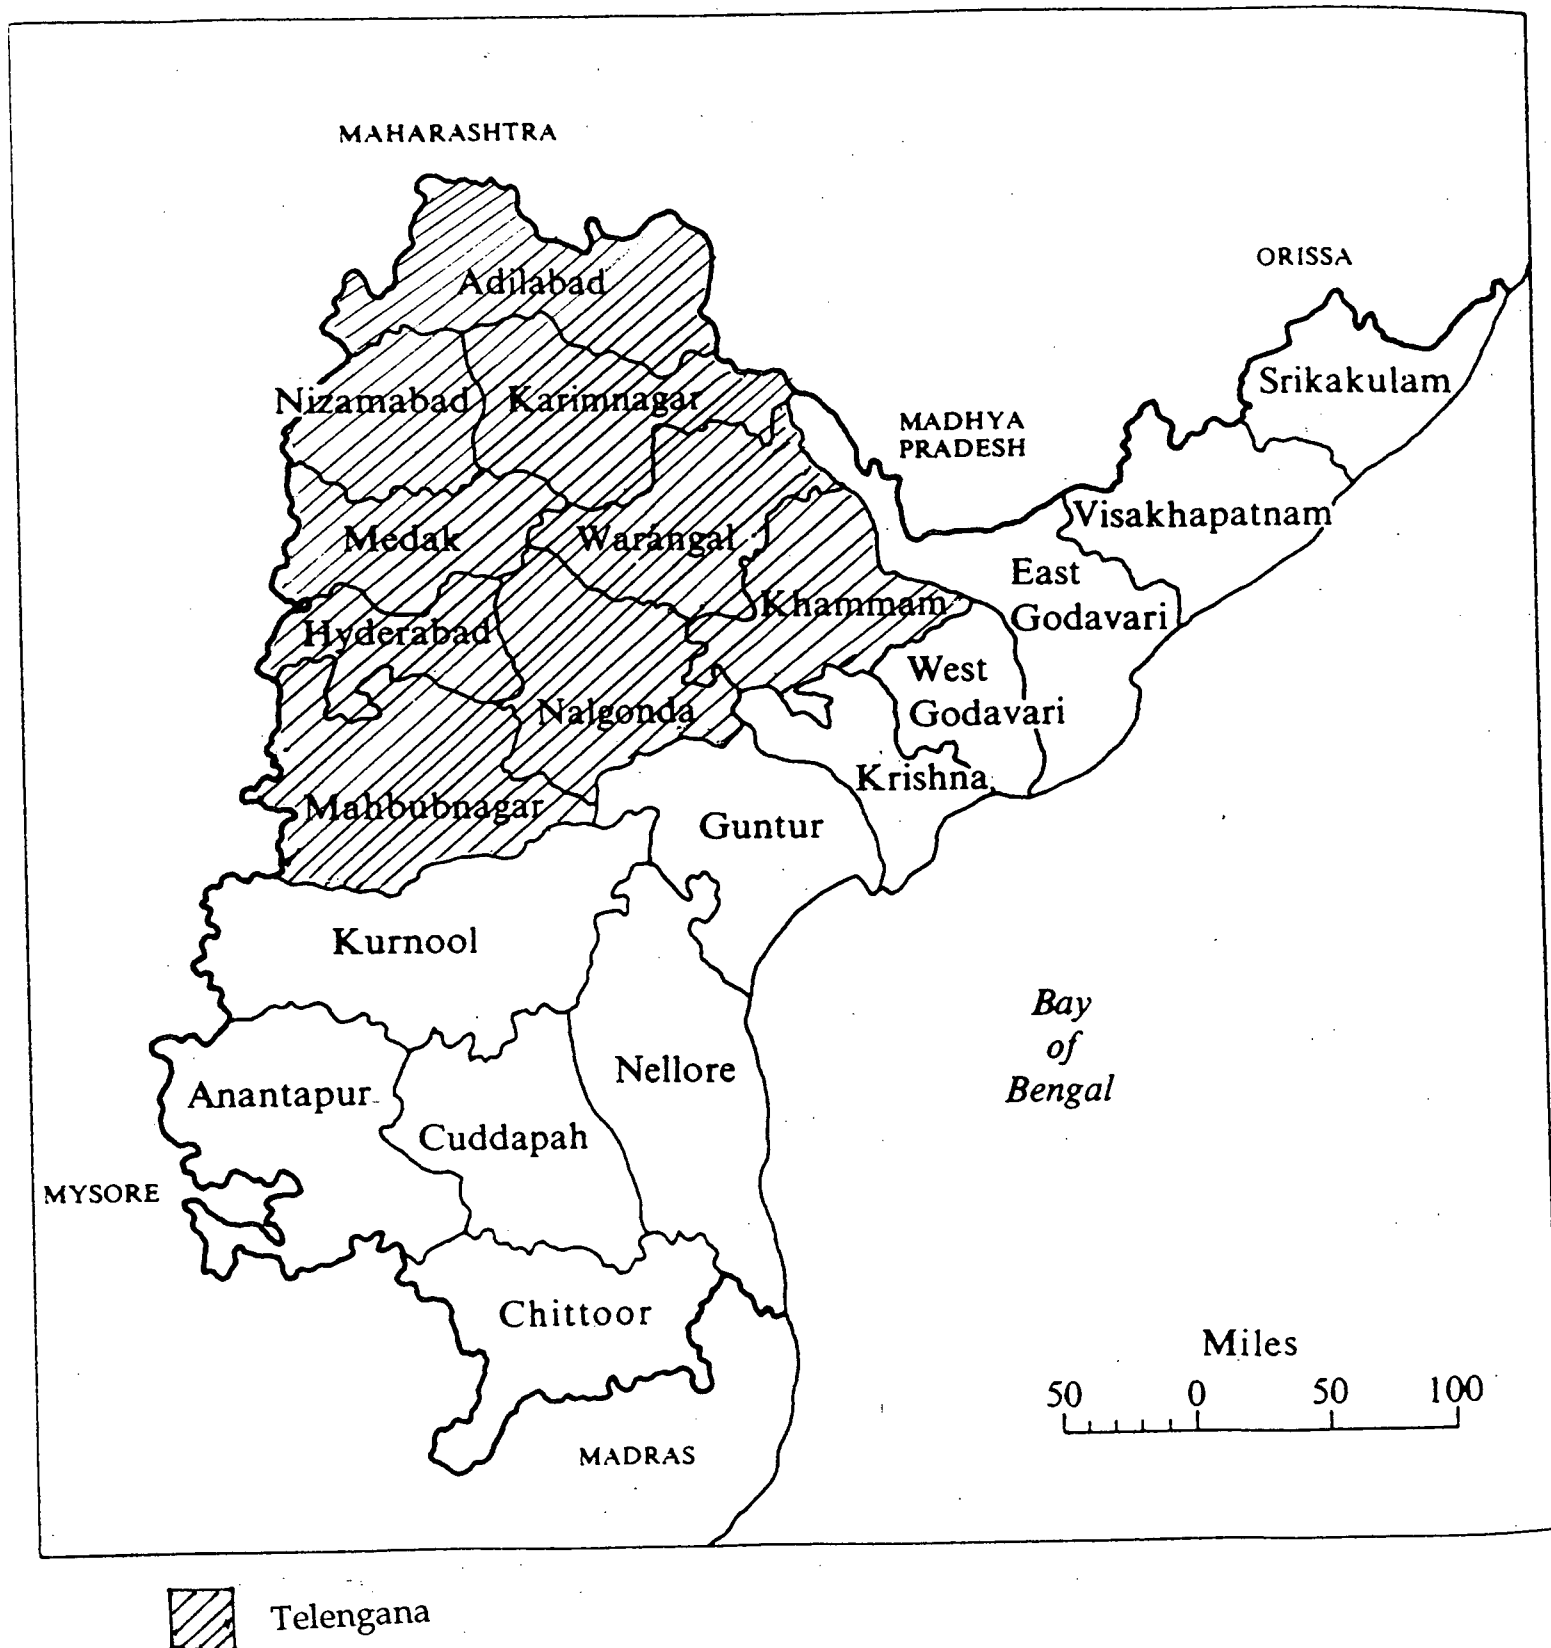 MAHARASHTRA
ORISSA
Adilabad
Srikakulam
Nizamabad
Karimnagar
MADHYA
PRADESH
Visakhapatnam
Medak
Warangal
East
Godavari
Khammam
Hyderabad
West
Godavari
Nalgonda
Krishna
Mahbubnagar
Guntur
Kurnool
Bay
of
Bengal
Nellore
Anantapur
Cuddapah
MYSORE
Chittoor
Miles
50 0 50 100
MADRAS
Telengana